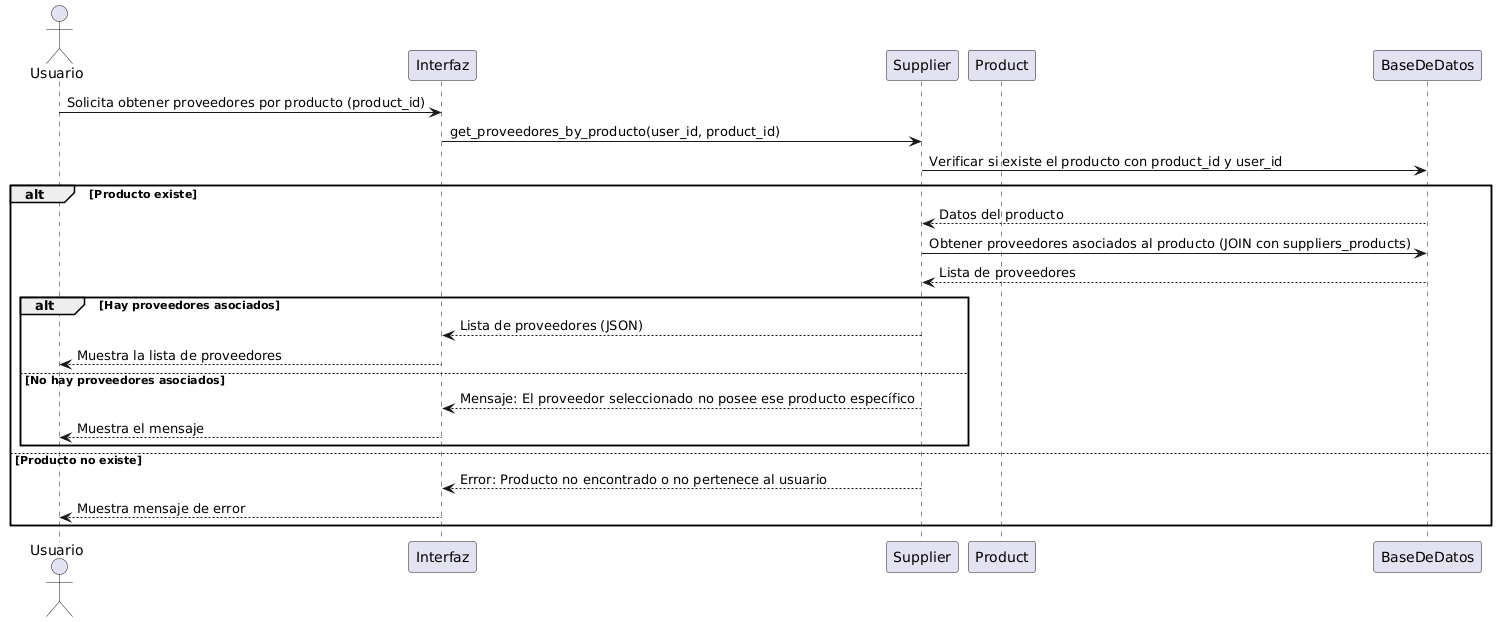 Usuario
Interfaz
Supplier
Product
BaseDeDatos
Solicita obtener proveedores por producto (product_id)
get_proveedores_by_producto(user_id, product_id)
Verificar si existe el producto con product_id y user_id
alt [Producto existe]
Datos del producto
Obtener proveedores asociados al producto (JOIN con suppliers_products)
Lista de proveedores
alt [Hay proveedores asociados]
Lista de proveedores (JSON)
Muestra la lista de proveedores
[No hay proveedores asociados]
Mensaje: El proveedor seleccionado no posee ese producto específico
Muestra el mensaje
[Producto no existe]
Error: Producto no encontrado o no pertenece al usuario
Muestra mensaje de error
Usuario
Interfaz
Supplier
Product
BaseDeDatos